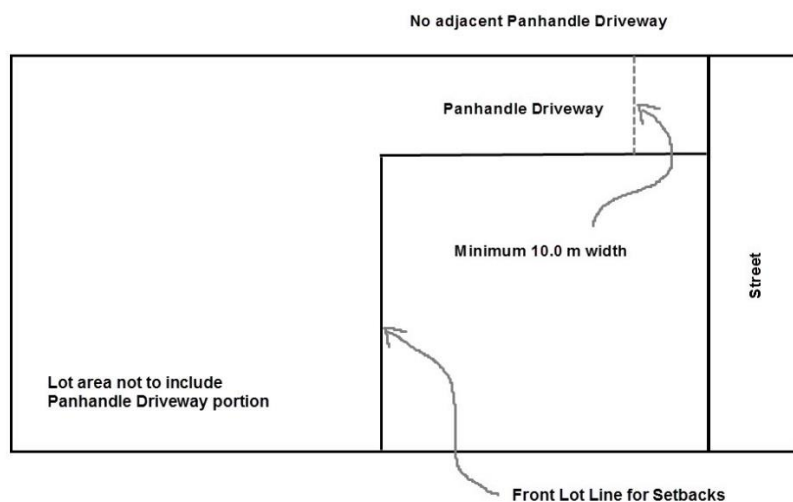 No adjacent Panhandle Driveway
Panhandle Driveway
Minimum 10.0 m width
Street
Lot area not to include
Panhandle Driveway portion
Front Lot Line for Setbacks